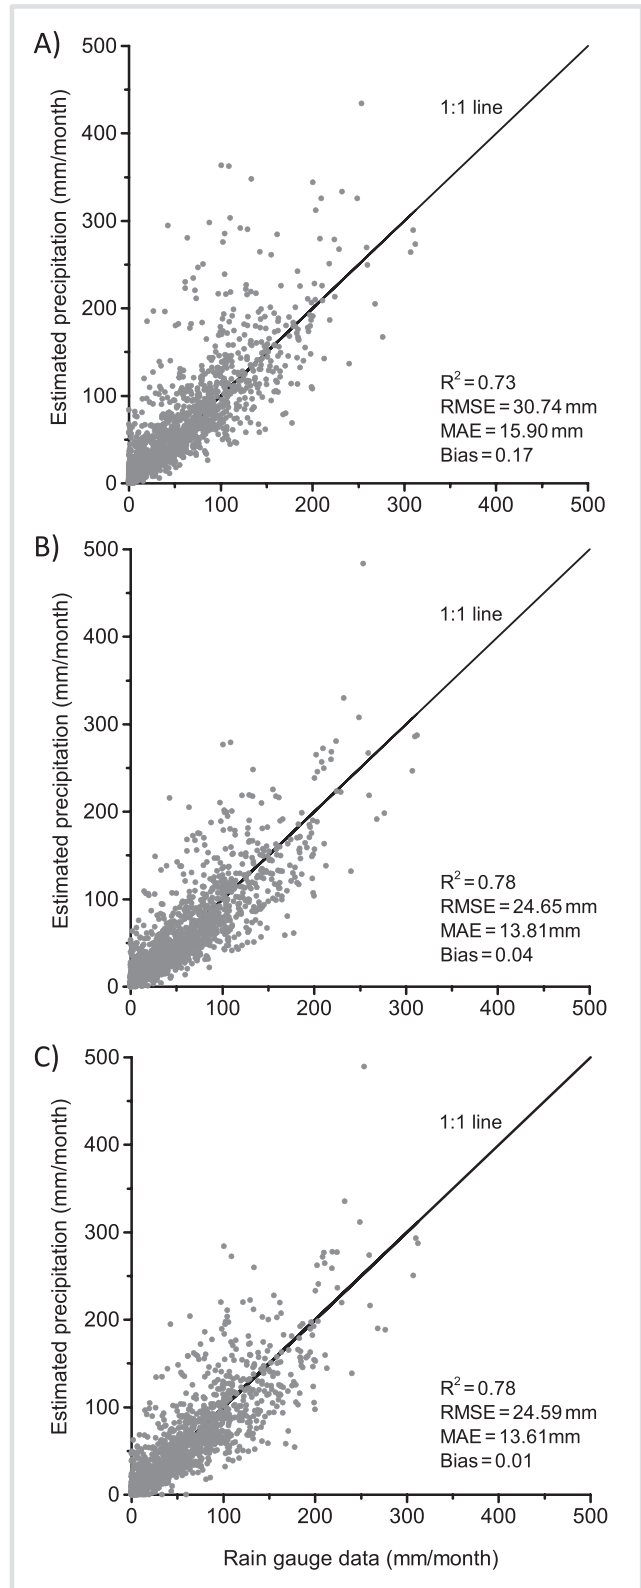 A)
500
400
300
200
100
0
Estimated precipitation (mm/month)
1:1 line
R² = 0.73
RMSE = 30.74 mm
MAE = 15.90 mm
Bias = 0.17
0 100 200 300 400 500
B)
500
400
300
200
100
0
Estimated precipitation (mm/month)
1:1 line
R² = 0.78
RMSE = 24.65 mm
MAE = 13.81mm
Bias = 0.04
0 100 200 300 400 500
C)
500
400
300
200
100
0
Estimated precipitation (mm/month)
1:1 line
R² = 0.78
RMSE = 24.59 mm
MAE = 13.61mm
Bias = 0.01
0 100 200 300 400 500
Rain gauge data (mm/month)